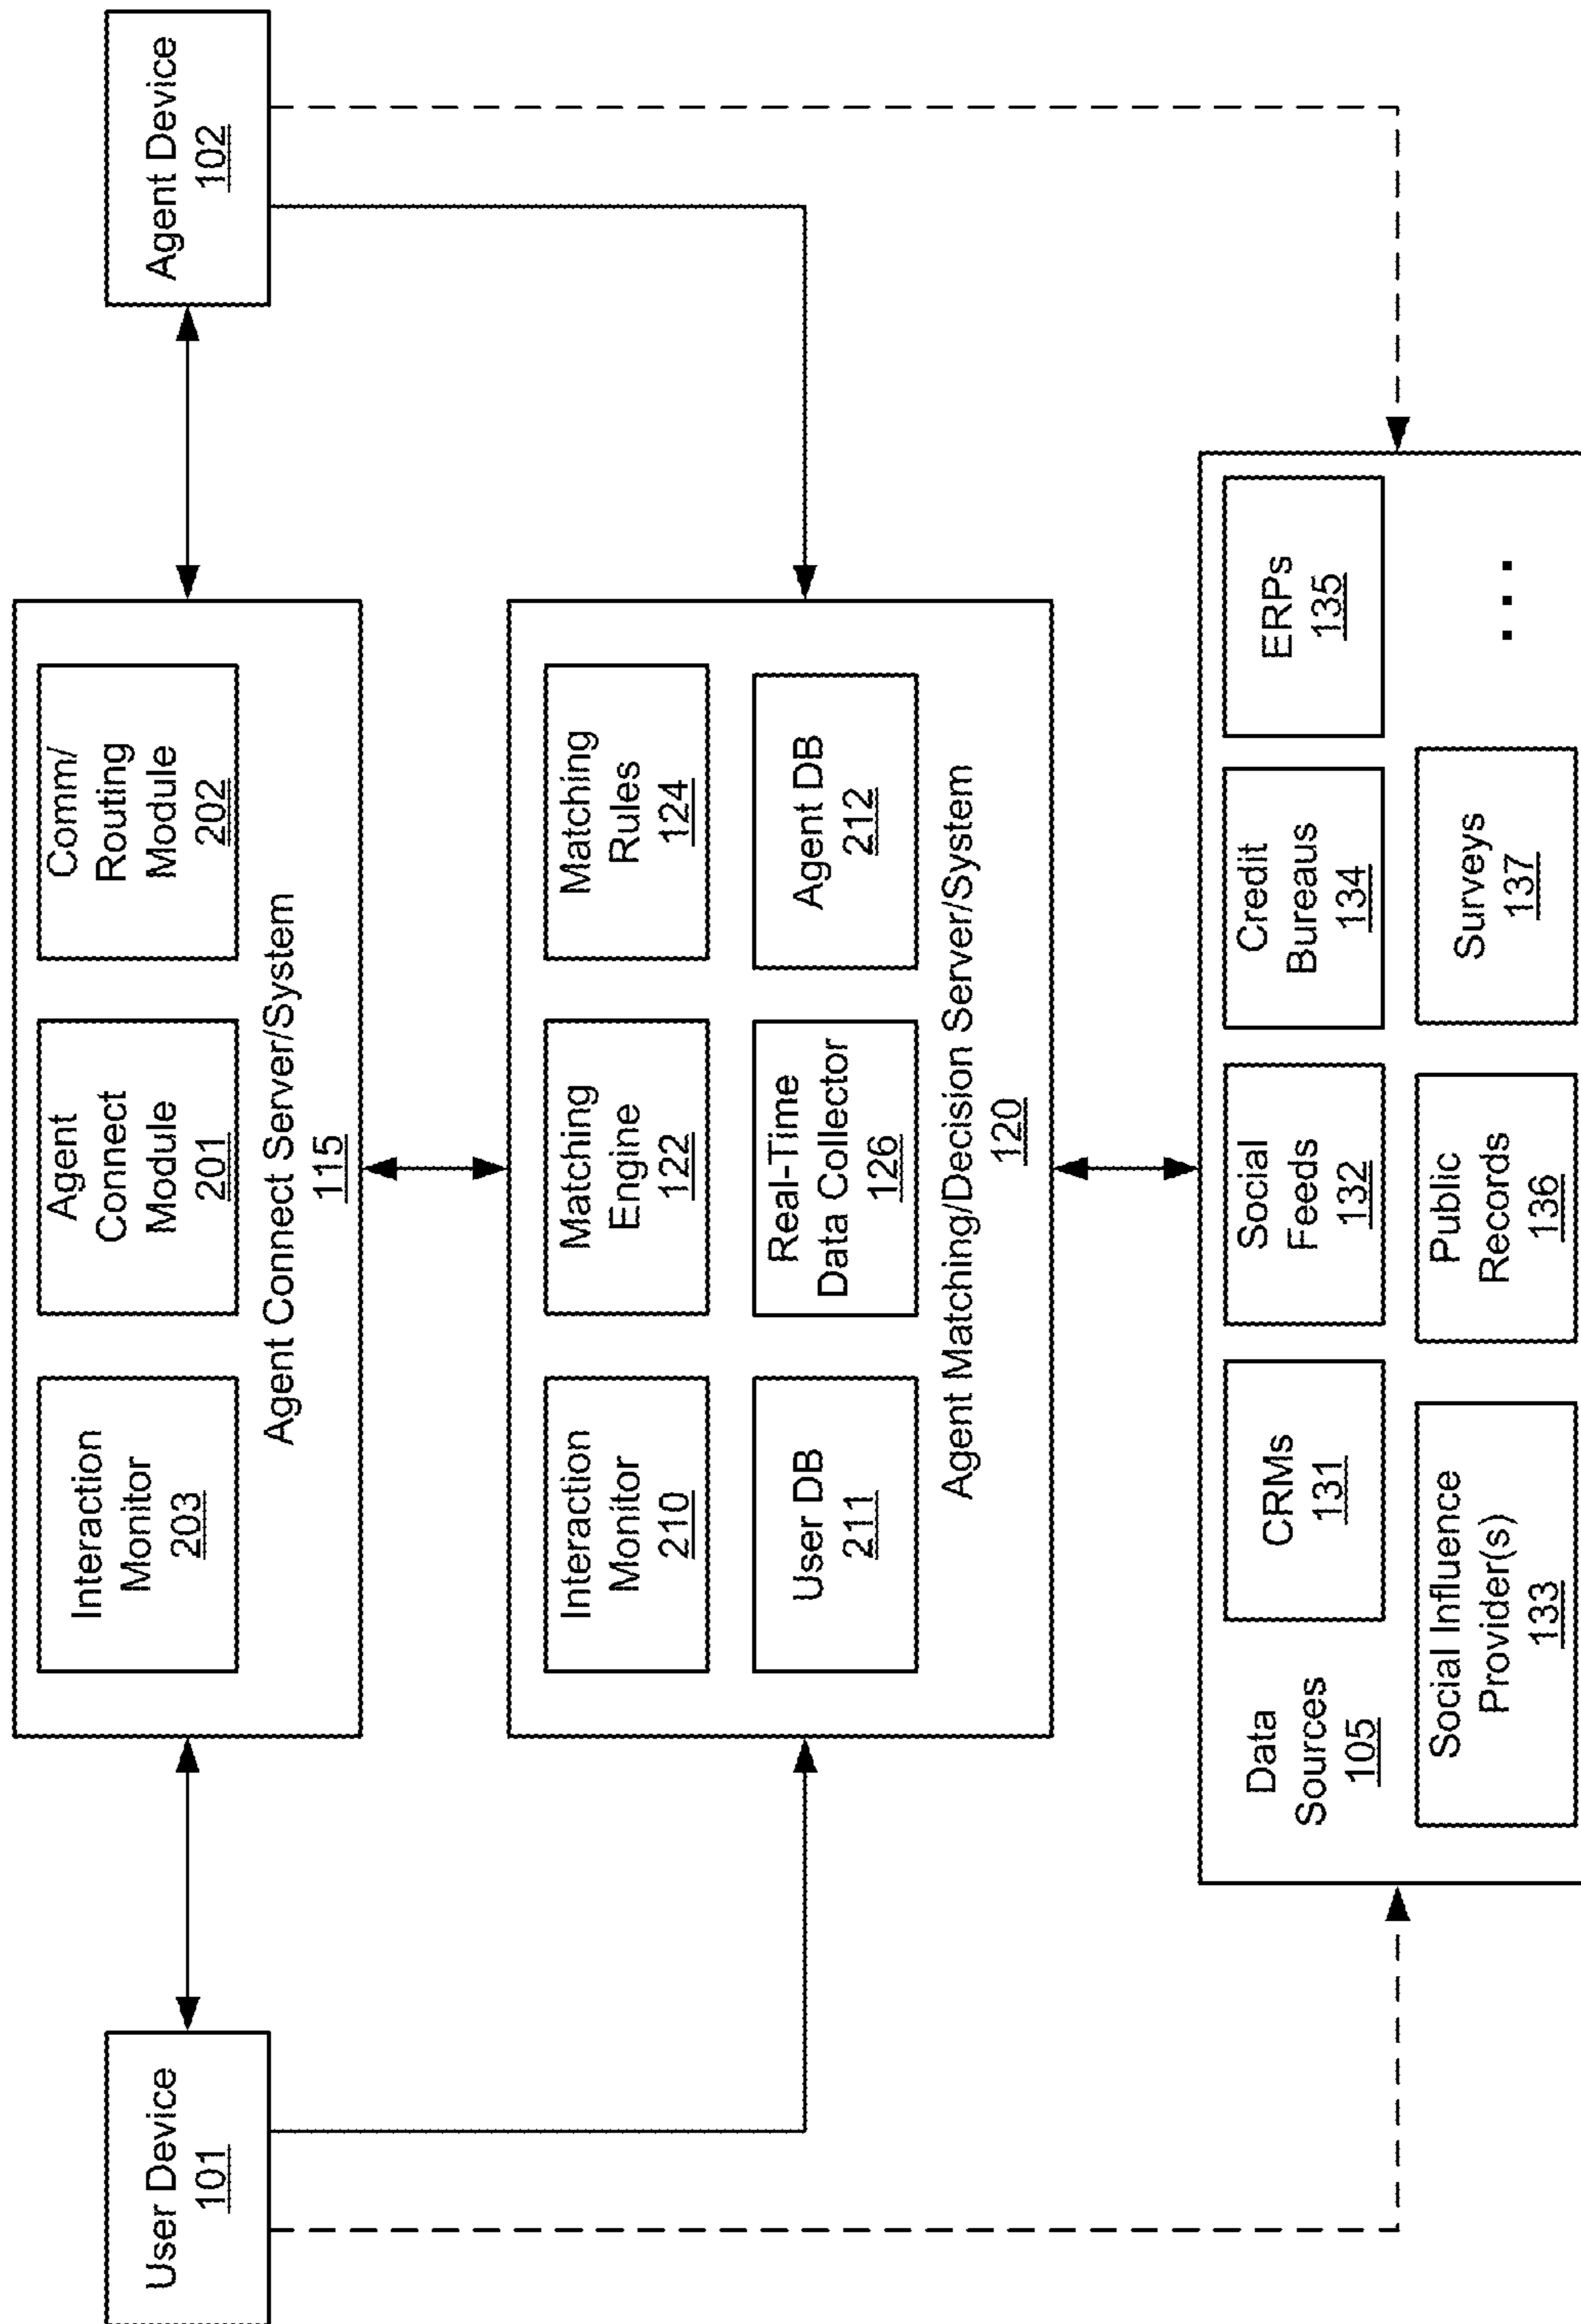 User Device
101
Agent Device
102
Interaction
Monitor
203
Agent
Connect
Module
201
Comm/
Routing
Module
202
Agent Connect Server/System
115
Interaction
Monitor
210
Matching
Engine
122
Matching
Rules
124
User DB
211
Real-Time
Data Collector
126
Agent DB
212
Agent Matching/Decision Server/System
120
Data
Sources
105
CRMs
131
Social
Feeds
132
Credit
Bureaus
134
ERPs
135
Social Influence
Provider(s)
133
Public
Records
136
Surveys
137
...